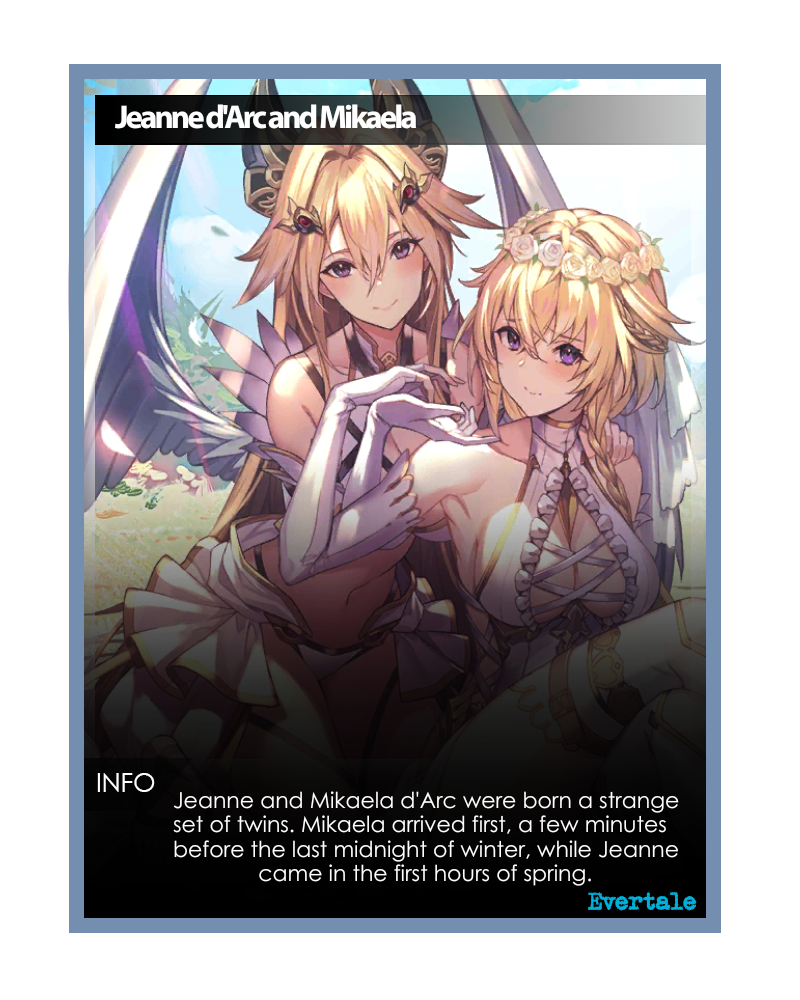 Jeanne d'Arc and Mikaela
INFO
Jeanne and Mikaela d'Arc were born a strange
set of twins. Mikaela arrived first, a few minutes
before the last midnight of winter, while Jeanne
came in the first hours of spring.
Evertale